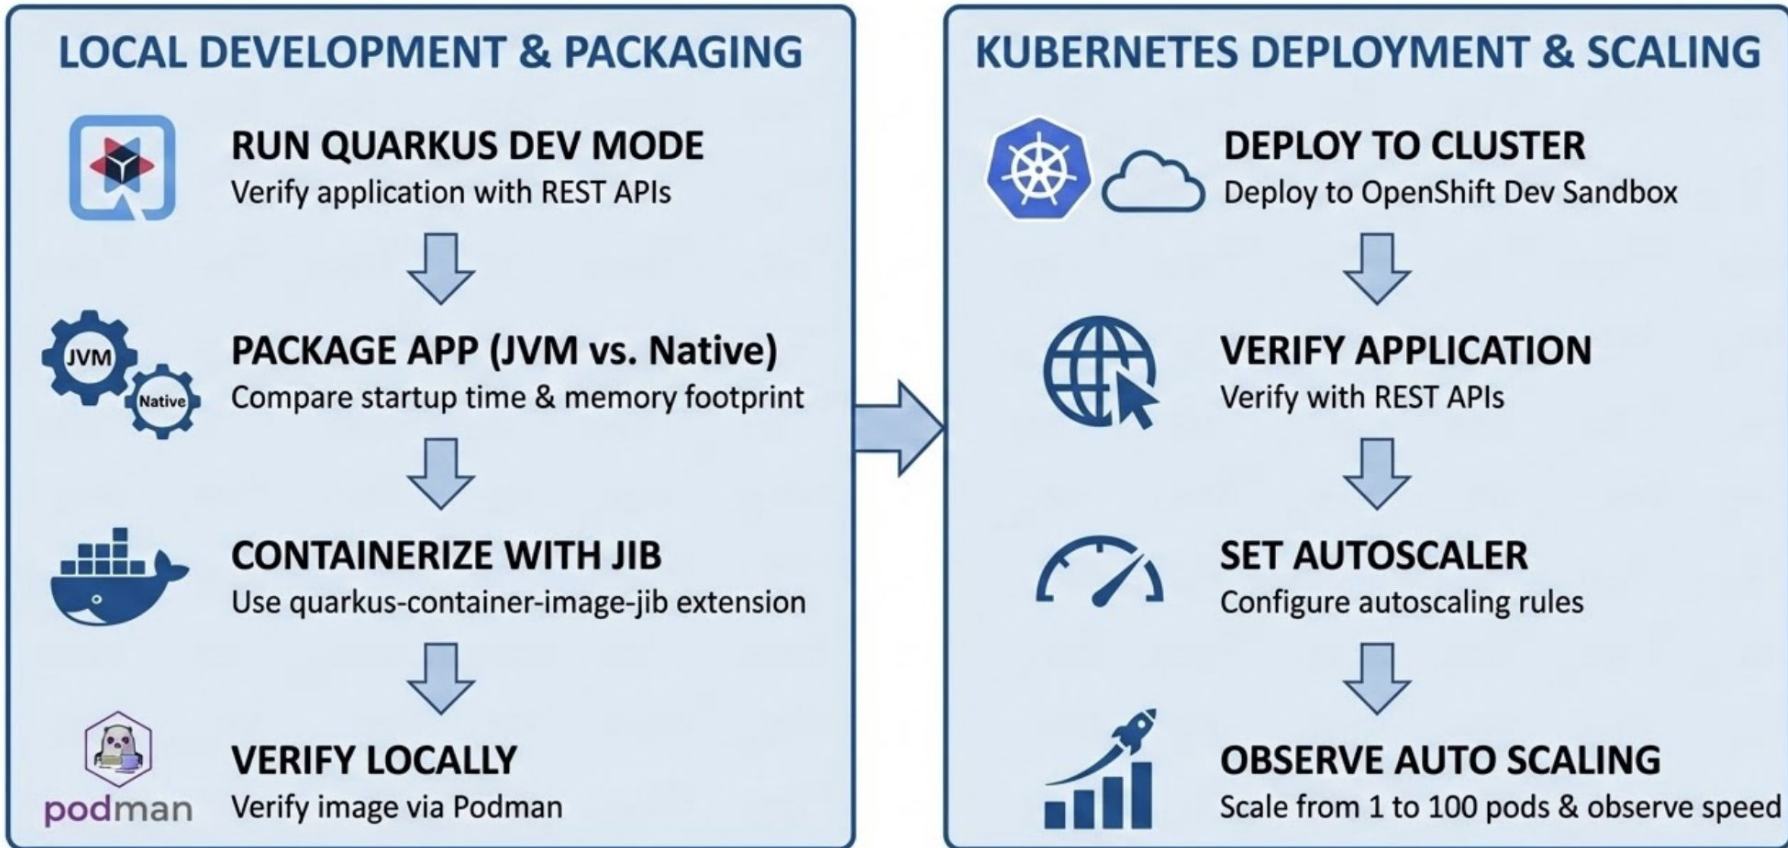 LOCAL DEVELOPMENT & PACKAGING
RUN QUARKUS DEV MODE
Verify application with REST APIs
JVM
Native
PACKAGE APP (JVM vs. Native)
Compare startup time & memory footprint
CONTAINERIZE WITH JIB
Use quarkus-container-image-jib extension
podman
VERIFY LOCALLY
Verify image via Podman
KUBERNETES DEPLOYMENT & SCALING
DEPLOY TO CLUSTER
Deploy to OpenShift Dev Sandbox
VERIFY APPLICATION
Verify with REST APIs
SET AUTOSCALER
Configure autoscaling rules
OBSERVE AUTO SCALING
Scale from 1 to 100 pods & observe speed